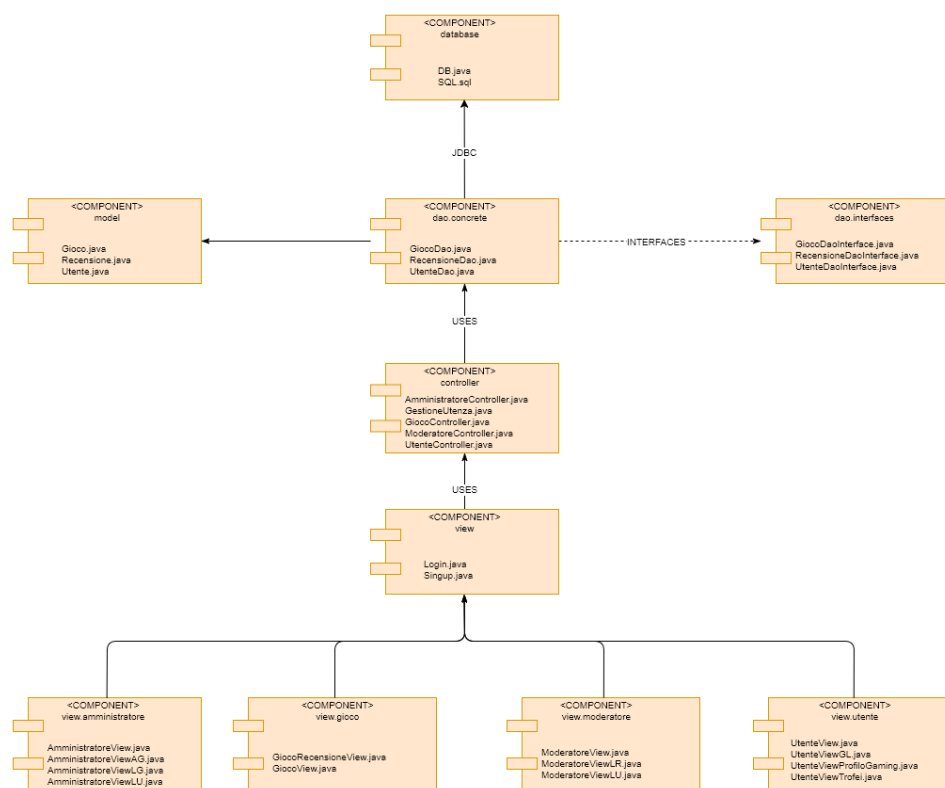 <COMPONENT>
database
DB.java
SQL.sql
JDBC
<COMPONENT>
model
Gioco.java
Recensione.java
Utente.java
<COMPONENT>
dao.concrete
GiocoDao.java
RecensioneDao.java
UtenteDao.java
INTERFACES
<COMPONENT>
dao.interfaces
GiocoDaoInterface.java
RecensioneDaoInterface.java
UtenteDaoInterface.java
USES
<COMPONENT>
controller
AmministratoreController.java
GestioneUtenza.java
GiocoController.java
ModeratoreController.java
UtenteController.java
USES
<COMPONENT>
view
Login.java
Singup.java
<COMPONENT>
view.amministratore
AmministratoreView.java
AmministratoreViewAG.java
AmministratoreViewLG.java
AmministratoreViewLU.java
<COMPONENT>
view.gioco
GiocoRecensioneView.java
GiocoView.java
<COMPONENT>
view.moderatore
ModeratoreView.java
ModeratoreViewLR.java
ModeratoreViewLU.java
<COMPONENT>
view.utente
UtenteView.java
UtenteViewGL.java
UtenteViewProfiloGaming.java
UtenteViewTrofei.java